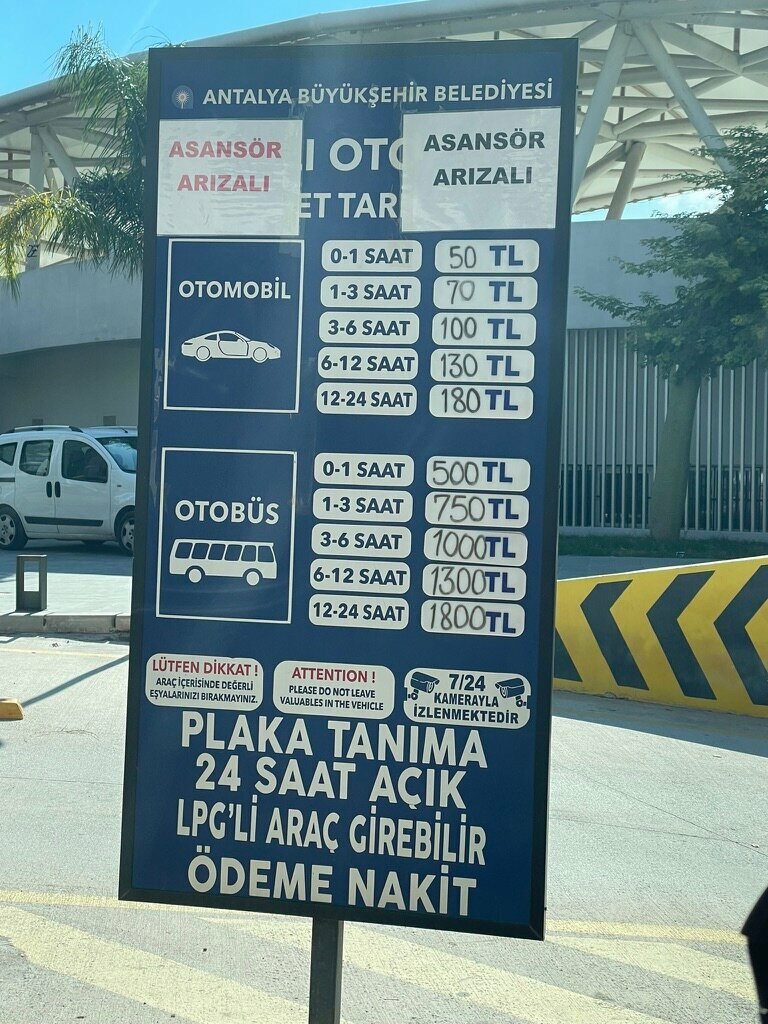 ANTALYA BÜYÜKŞEHİR BELEDİYESİ
ASANSÖR
ARIZALI
ASANSÖR
ARIZALI
OTOMOBİL
0-1 SAAT 50 TL
1-3 SAAT 70 TL
3-6 SAAT 100 TL
6-12 SAAT 130 TL
12-24 SAAT 180 TL
OTOBÜS
0-1 SAAT 500 TL
1-3 SAAT 750 TL
3-6 SAAT 1000 TL
6-12 SAAT 1300 TL
12-24 SAAT 1800 TL
LÜTFEN DİKKAT !
ARAÇ İÇERİSİNDE DEĞERLİ
EŞYALARINIZI BIRAKMAYINIZ.
ATTENTION !
PLEASE DO NOT LEAVE
VALUABLES IN THE VEHICLE
7/24
KAMERAYLA
İZLENMEKTEDİR
PLAKA TANIMA
24 SAAT AÇIK
LPG'Lİ ARAÇ GİREBİLİR
ÖDEME NAKİT